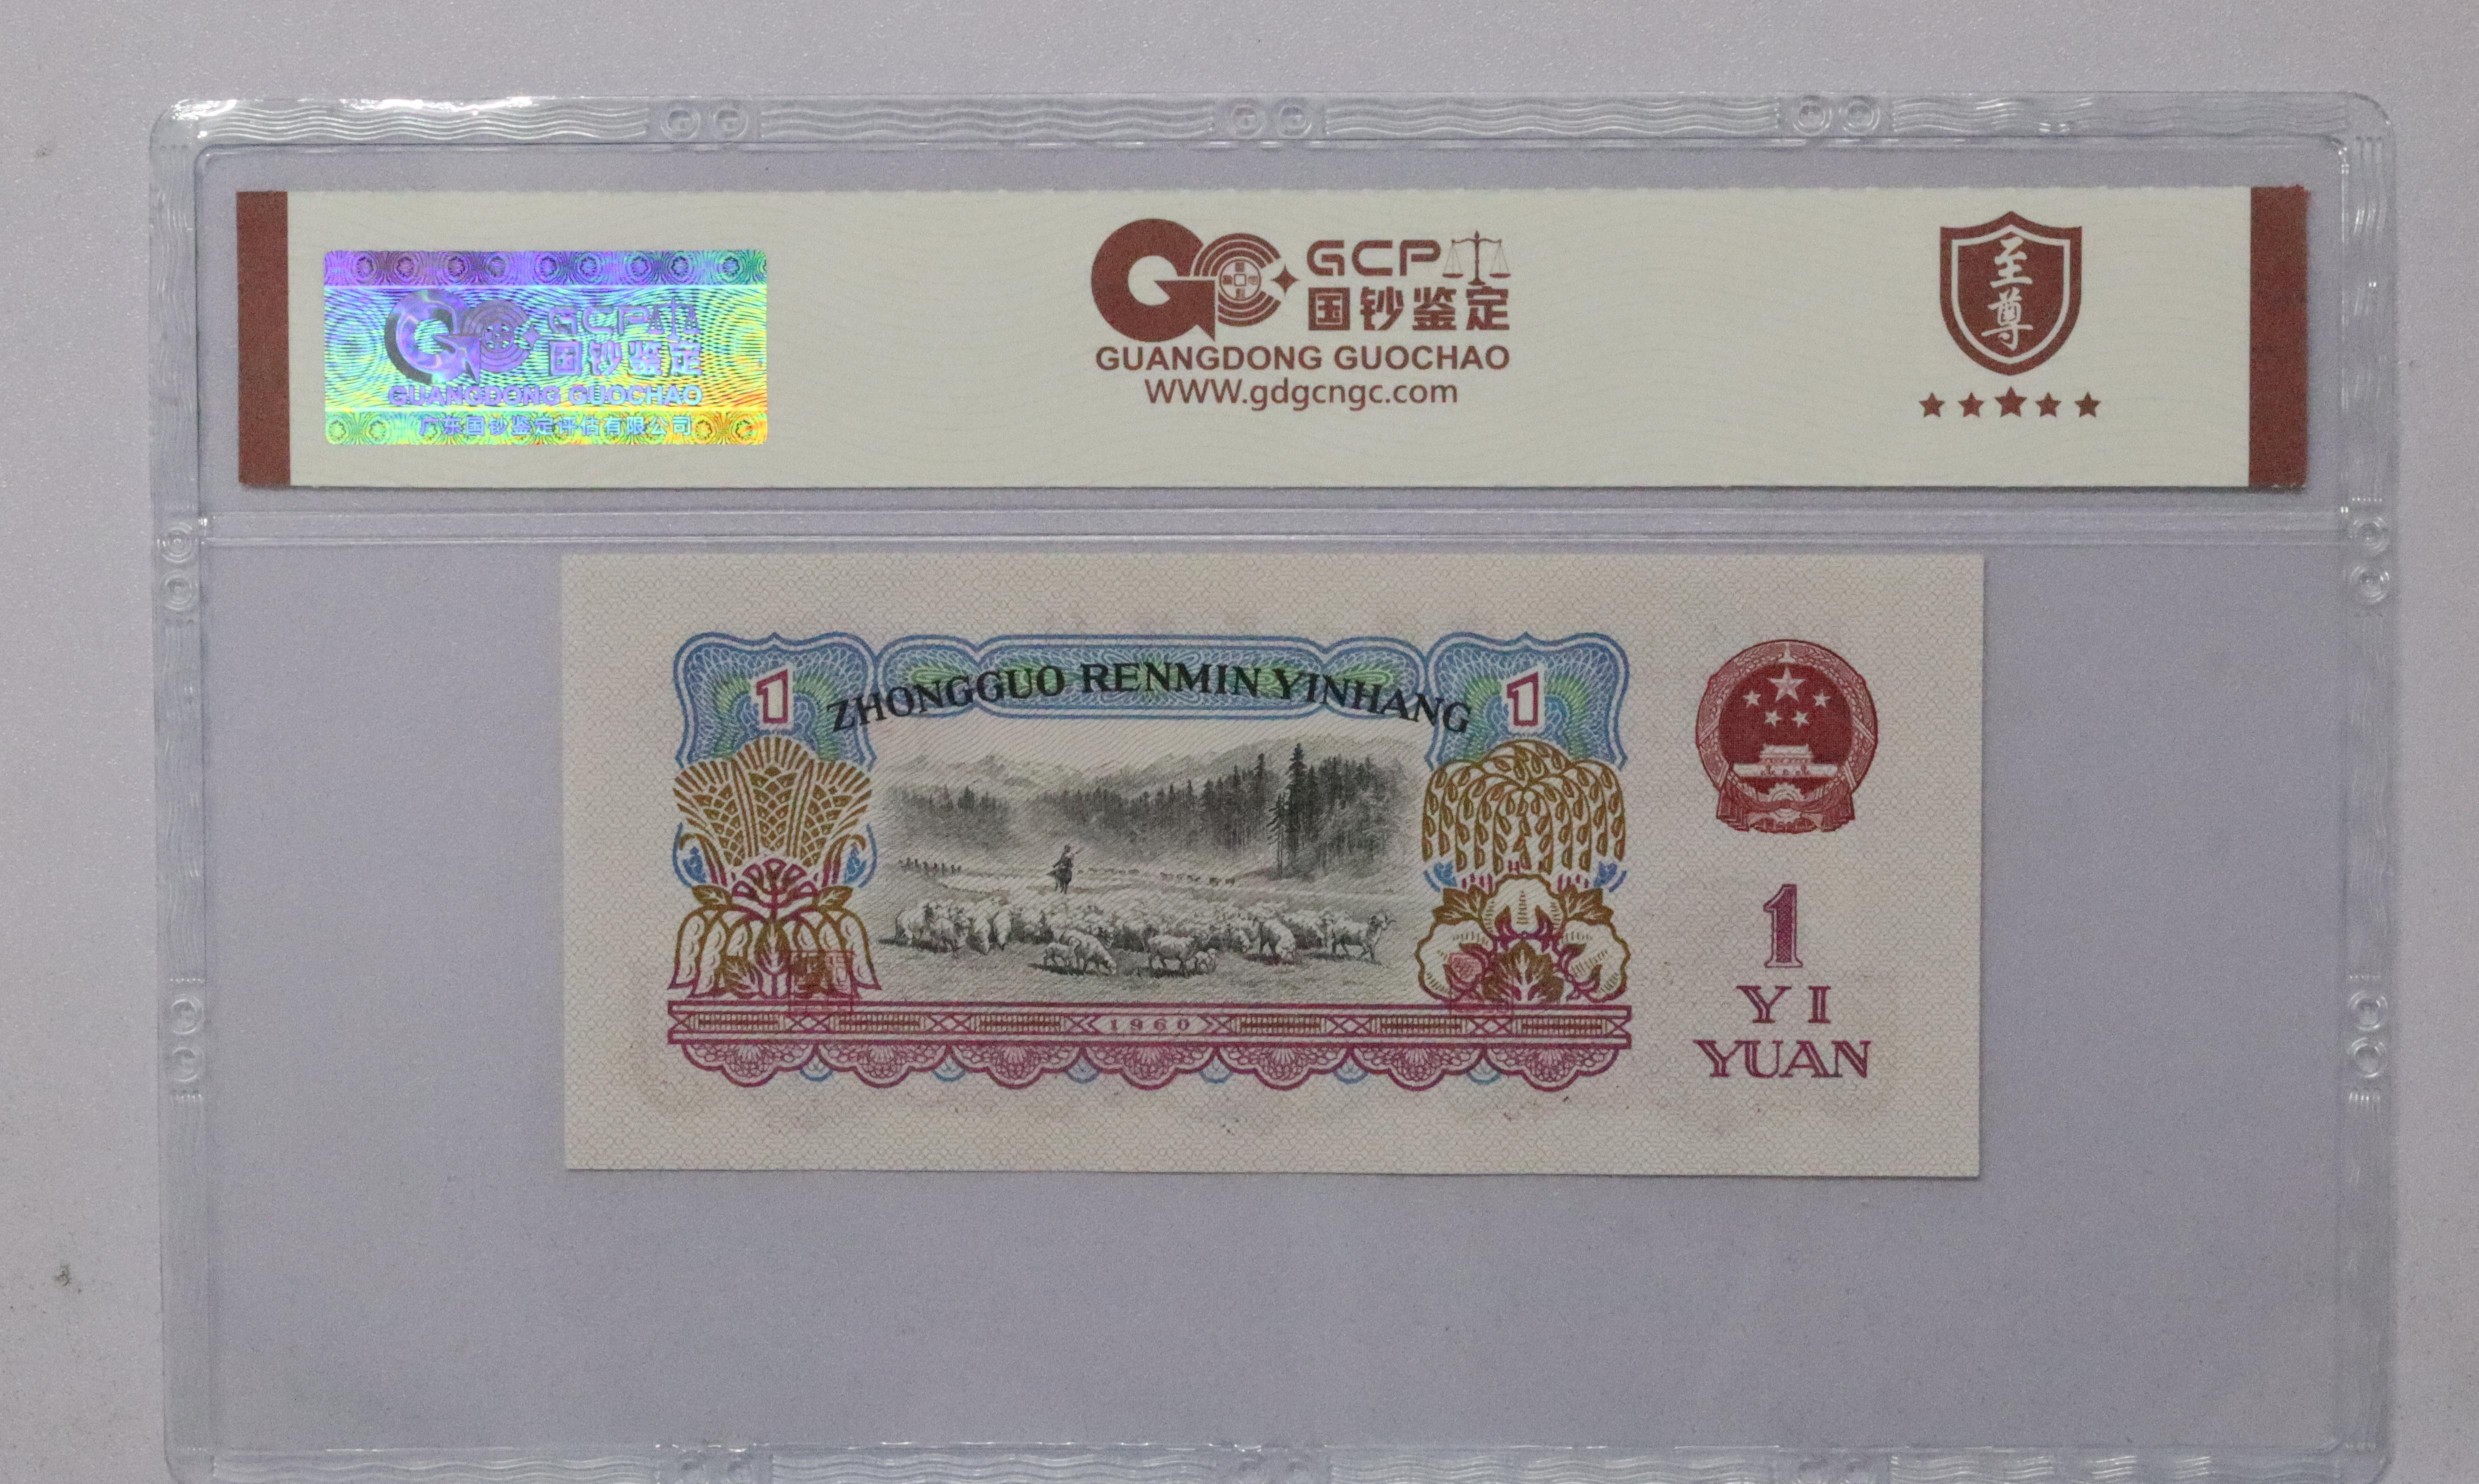 GCP
国钞鉴定
GUANGDONG GUOCHAO
广东国钞鉴定评估有限公司
GCP
国钞鉴定
GUANGDONG GUOCHAO
WWW.gdgcngc.com
至
尊
1 ZHONGGUO RENMIN YINHANG 1
1960
1
YI
YUAN